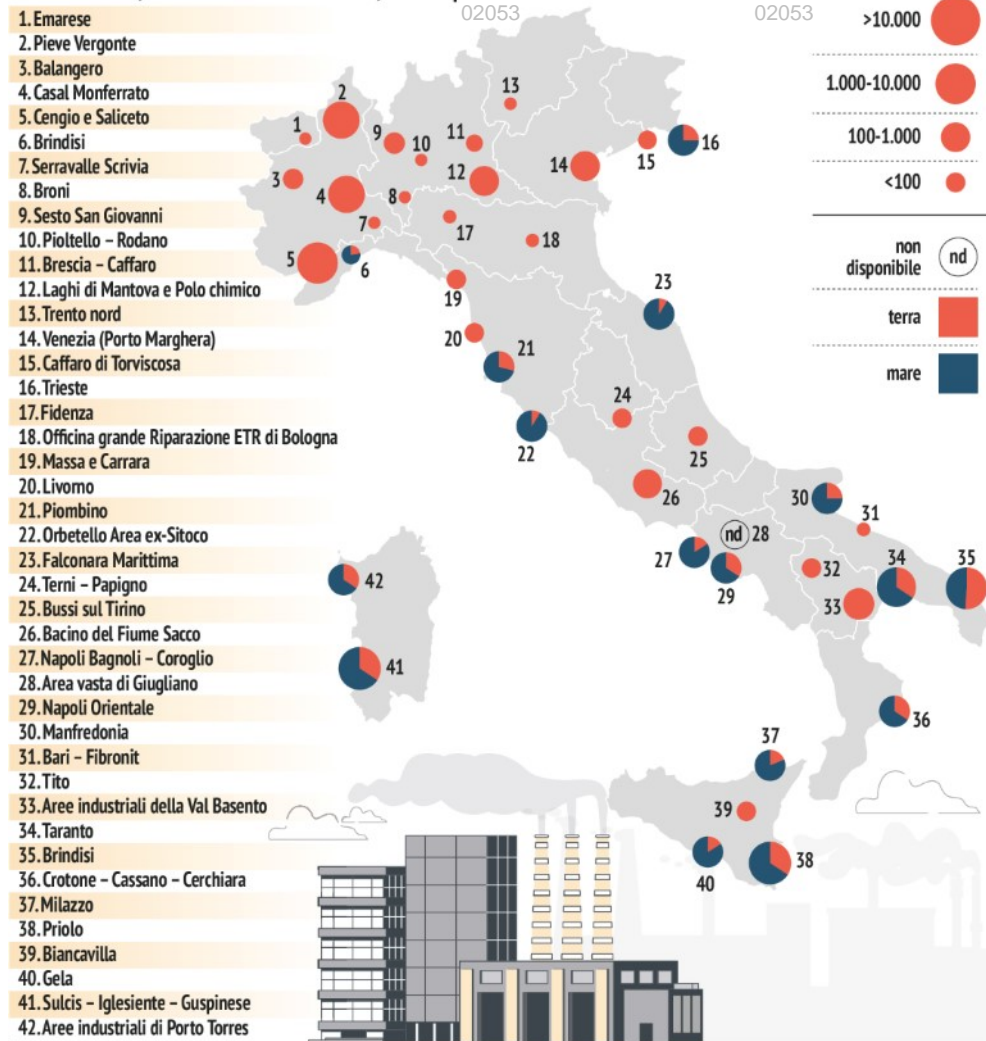 02053
02053
1. Emarese
2. Pieve Vergonte
3. Balangero
4. Casal Monferrato
5. Cengio e Saliceto
6. Brindisi
7. Serravalle Scrivia
8. Broni
9. Sesto San Giovanni
10. Pioltello – Rodano
11. Brescia – Caffaro
12. Laghi di Mantova e Polo chimico
13. Trento nord
14. Venezia (Porto Marghera)
15. Caffaro di Torviscosa
16. Trieste
17. Fidenza
18. Officina grande Riparazione ETR di Bologna
19. Massa e Carrara
20. Livorno
21. Piombino
22. Orbetello Area ex-Sitoco
23. Falconara Marittima
24. Terni – Papigno
25. Bussi sul Tirino
26. Bacino del Fiume Sacco
27. Napoli Bagnoli – Coroglio
28. Area vasta di Giugliano
29. Napoli Orientale
30. Manfredonia
31. Bari – Fibronit
32. Tito
33. Aree industriali della Val Basento
34. Taranto
35. Brindisi
36. Crotone – Cassano – Cerchiara
37. Milazzo
38. Priolo
39. Biancavilla
40. Gela
41. Sulcis – Iglesiente – Guspinese
42. Aree industriali di Porto Torres
>10.000
1.000-10.000
100-1.000
<100
non
disponibile
nd
terra
mare
1
2
3
4
5
6
7
8
9
10
11
12
13
14
15
16
17
18
19
20
21
22
23
24
25
26
27
nd 28
29
30
31
32
33
34
35
36
37
38
39
40
41
42